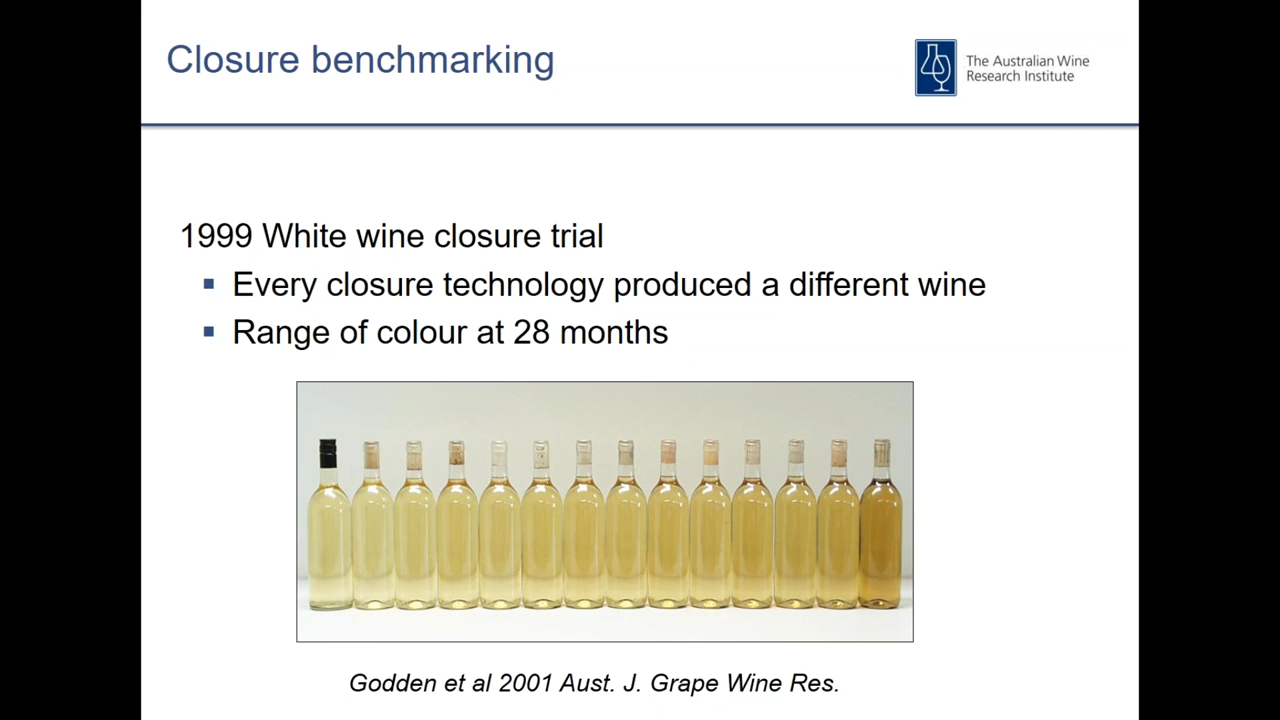 Closure benchmarking
The Australian Wine
Research Institute
1999 White wine closure trial
Every closure technology produced a different wine
Range of colour at 28 months
Godden et al 2001 Aust. J. Grape Wine Res.